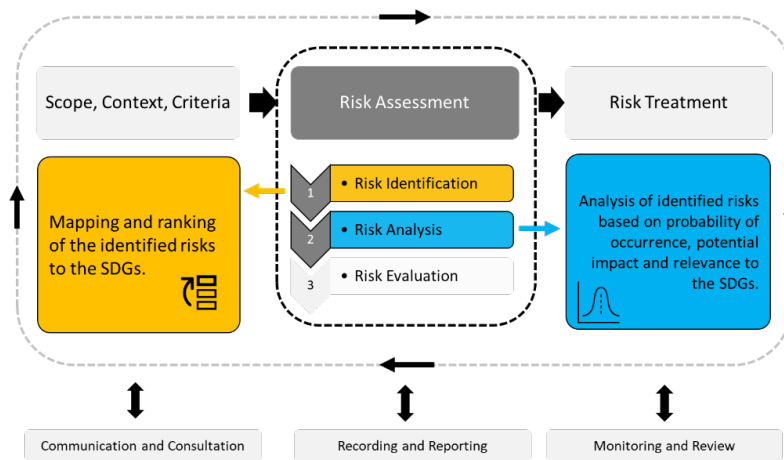 Scope, Context, Criteria
Risk Assessment
Risk Treatment
Mapping and ranking
of the identified risks
to the SDGs.
1
• Risk Identification
2
• Risk Analysis
3
• Risk Evaluation
Analysis of identified risks
based on probability of
occurrence, potential
impact and relevance to
the SDGs.
Communication and Consultation
Recording and Reporting
Monitoring and Review